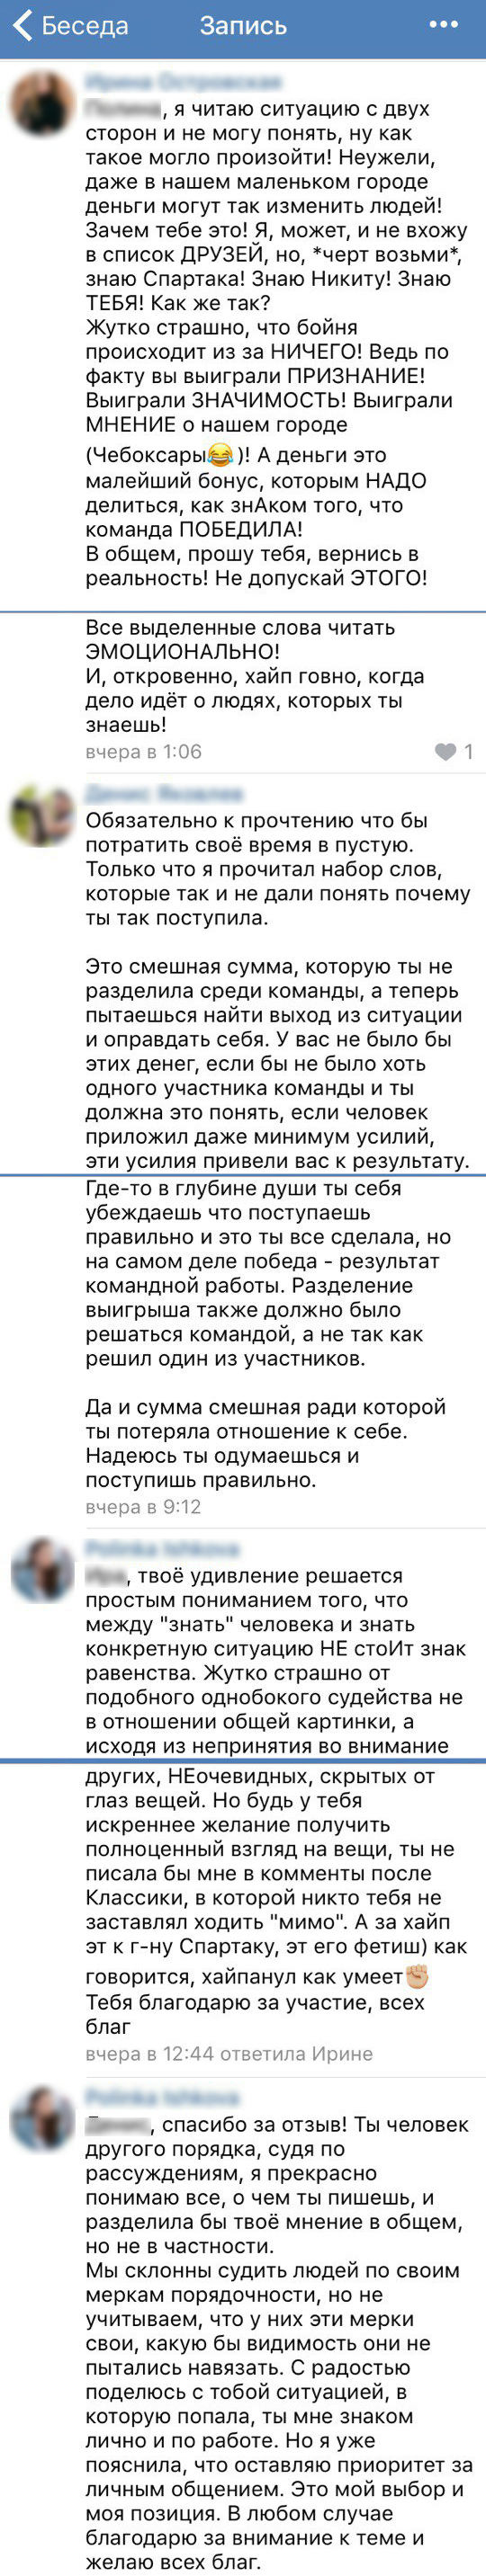 Беседа
Запись
, я читаю ситуацию с двух
сторон и не могу понять, ну как
такое могло произойти! Неужели,
даже в нашем маленьком городе
деньги могут так изменить людей!
Зачем тебе это! Я, может, и не вхожу
в список ДРУЗЕЙ, но, *черт возьми*,
знаю Спартака! Знаю Никиту! Знаю
ТЕБЯ! Как же так?
Жутко страшно, что бойня
происходит из за НИЧЕГО! Ведь по
факту вы выиграли ПРИЗНАНИЕ!
Выиграли ЗНАЧИМОСТЬ! Выиграли
МНЕНИЕ о нашем городе
(Чебоксары😂)! А деньги это
малейший бонус, которым НАДО
делиться, как знАком того, что
команда ПОБЕДИЛА!
В общем, прошу тебя, вернись в
реальность! Не допускай ЭТОГО!
Все выделенные слова читать
ЭМОЦИОНАЛЬНО!
И, откровенно, хайп говно, когда
дело идёт о людях, которых ты
знаешь!
вчера в 1:06
1
Обязательно к прочтению что бы
потратить своё время в пустую.
Только что я прочитал набор слов,
которые так и не дали понять почему
ты так поступила.
Это смешная сумма, которую ты не
разделила среди команды, а теперь
пытаешься найти выход из ситуации
и оправдать себя. У вас не было бы
этих денег, если бы не было хоть
одного участника команды и ты
должна это понять, если человек
приложил даже минимум усилий,
эти усилия привели вас к результату.
Где-то в глубине души ты себя
убеждаешь что поступаешь
правильно и это ты все сделала, но
на самом деле победа - результат
командной работы. Разделение
выигрыша также должно было
решаться командой, а не так как
решил один из участников.
Да и сумма смешная ради которой
ты потеряла отношение к себе.
Надеюсь ты одумаешься и
поступишь правильно.
вчера в 9:12
, твоё удивление решается
простым пониманием того, что
между "знать" человека и знать
конкретную ситуацию НЕ стоИт знак
равенства. Жутко страшно от
подобного однобокого судейства не
в отношении общей картинки, а
исходя из непринятия во внимание
других, НЕочевидных, скрытых от
глаз вещей. Но будь у тебя
искреннее желание получить
полноценный взгляд на вещи, ты не
писала бы мне в комменты после
Классики, в которой никто тебя не
заставлял ходить "мимо". А за хайп
эт к г-ну Спартаку, эт его фетиш) как
говорится, хайпанул как умеет✊🏼
Тебя благодарю за участие, всех
благ
вчера в 12:44 ответила Ирине
, спасибо за отзыв! Ты человек
другого порядка, судя по
рассуждениям, я прекрасно
понимаю все, о чем ты пишешь, и
разделила бы твоё мнение в общем,
но не в частности.
Мы склонны судить людей по своим
меркам порядочности, но не
учитываем, что у них эти мерки
свои, какую бы видимость они не
пытались навязать. С радостью
поделюсь с тобой ситуацией, в
которую попала, ты мне знаком
лично и по работе. Но я уже
пояснила, что оставляю приоритет за
личным общением. Это мой выбор и
моя позиция. В любом случае
благодарю за внимание к теме и
желаю всех благ.